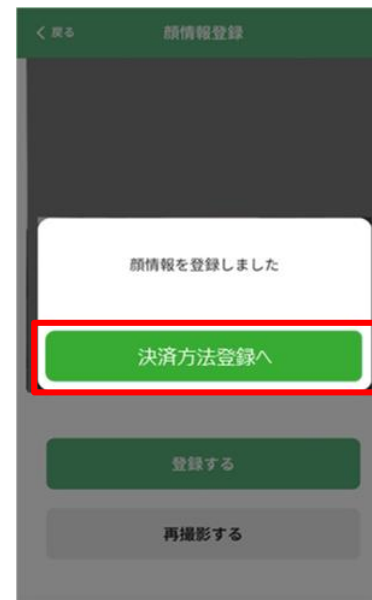 戻る
顔情報登録
顔情報を登録しました
決済方法登録へ
登録する
再撮影する